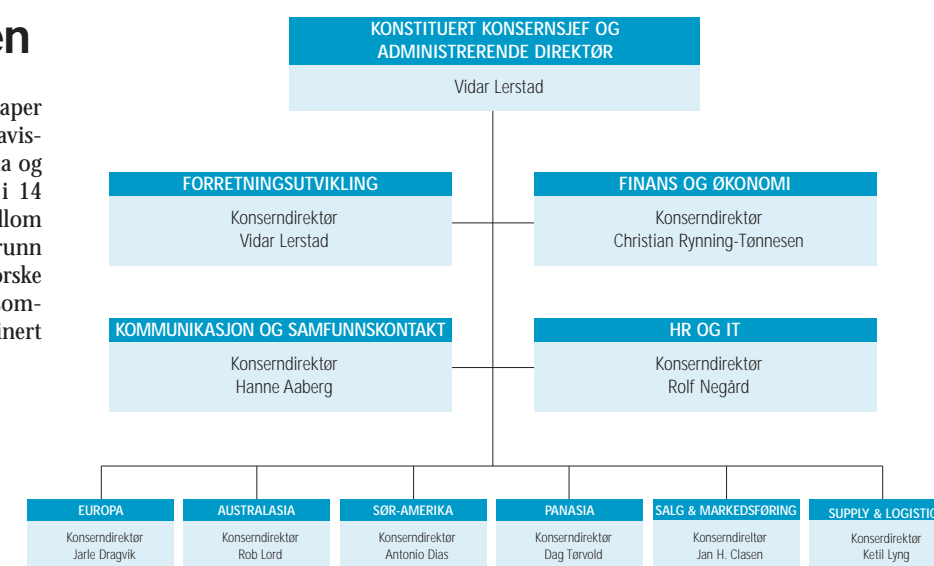 en
aper
avis-
a og
i 14
llom
runn
orske
som-
inert
KONSTITUERT KONSERNSJEF OG
ADMINISTRERENDE DIREKTØR
Vidar Lerstad
FORRETNINGSUTVIKLING
Konserndirektør
Vidar Lerstad
FINANS OG ØKONOMI
Konserndirektør
Christian Rynning-Tønnesen
KOMMUNIKASJON OG SAMFUNNSKONTAKT
Konserndirektør
Hanne Aaberg
HR OG IT
Konserndirektør
Rolf Negård
EUROPA
Konserndirektør
Jarle Dragvik
AUSTRALASIA
Konserndirektør
Rob Lord
SØR-AMERIKA
Konserndirektør
Antonio Dias
PANASIA
Konserndirektør
Dag Tørvold
SALG & MARKEDSFØRING
Konserndireltør
Jan H. Clasen
SUPPLY & LOGISTIC
Konserdirektør
Ketil Lyng